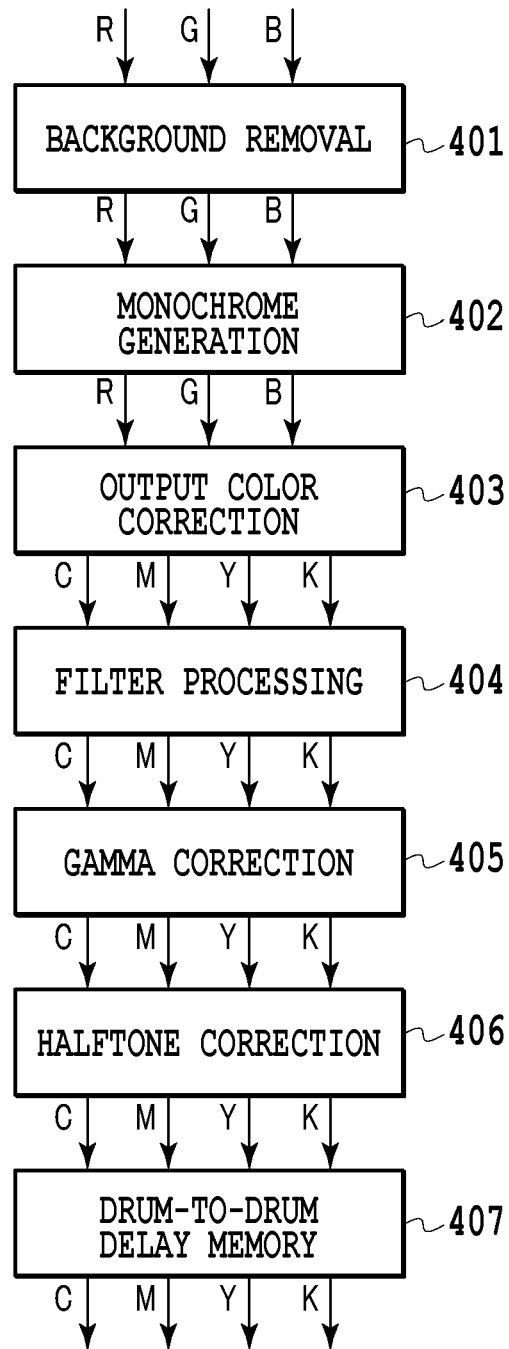 R G B
BACKGROUND REMOVAL 401
R G B
MONOCHROME
GENERATION 402
R G B
OUTPUT COLOR
CORRECTION 403
C M Y K
FILTER PROCESSING 404
C M Y K
GAMMA CORRECTION 405
C M Y K
HALFTONE CORRECTION 406
C M Y K
DRUM-TO-DRUM
DELAY MEMORY 407
C M Y K